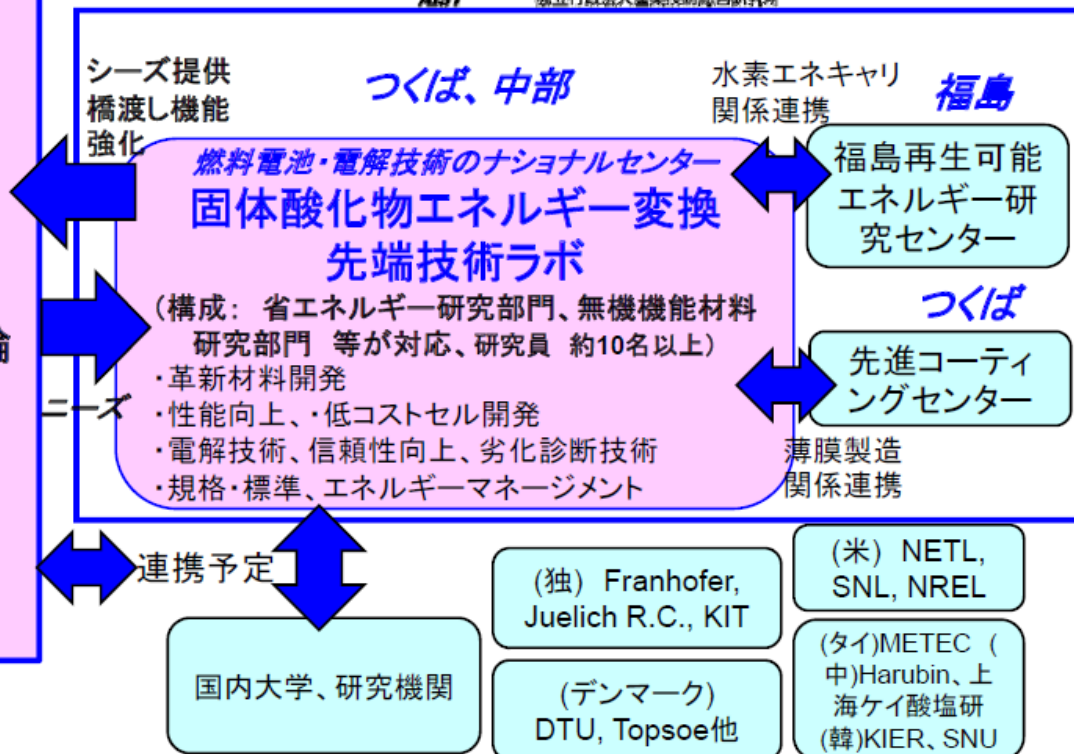 シーズ提供
橋渡し機能
強化
つくば、中部
水素エネキャリ
関係連携
福島
燃料電池・電解技術のナショナルセンター
固体酸化物エネルギー変換
先端技術ラボ
(構成： 省エネルギー研究部門、無機機能材料
研究部門 等が対応、研究員 約10名以上)
・革新材料開発
・性能向上、・低コストセル開発
・電解技術、信頼性向上、劣化診断技術
・規格・標準、エネルギーマネージメント
福島再生可能
エネルギー研
究センター
つくば
先進コーティ
ングセンター
薄膜製造
関係連携
ニーズ
連携予定
国内大学、研究機関
(独) Franhofer,
Juelich R.C., KIT
(デンマーク)
DTU, Topsoe他
(米) NETL,
SNL, NREL
(タイ)METEC (
中)Harubin、上
海ケイ酸塩研
(韓)KIER、SNU